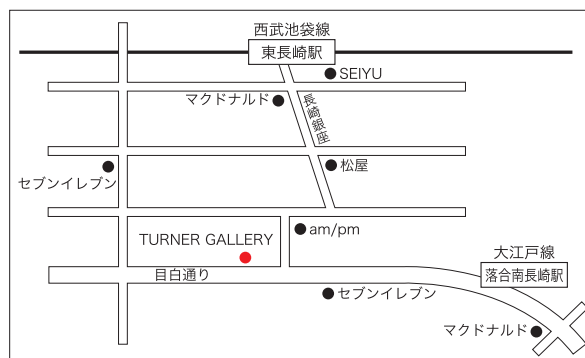 西武池袋線
東長崎駅
SEIYU
マクドナルド
長崎銀座
松屋
セブンイレブン
am/pm
TURNER GALLERY
目白通り
大江戸線
落合南長崎駅
セブンイレブン
マクドナルド